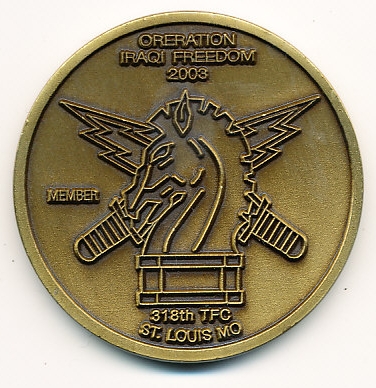 ORERATION
IRAQI FREEDOM
2003
MEMBER
318th TFC
ST. LOUIS MO